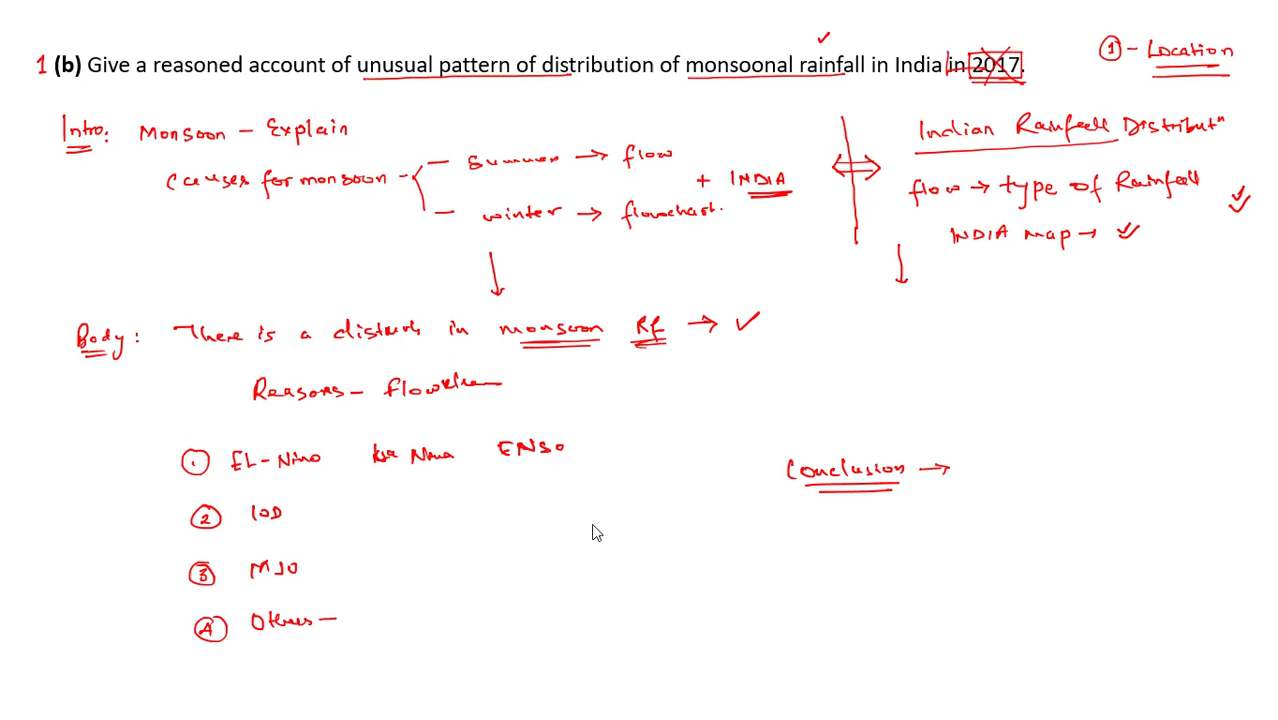 1 (b) Give a reasoned account of unusual pattern of distribution of monsoonal rainfall in India in 2017.
① - Location
Intro: Monsoon - Explain
Causes for monsoon -
- Summer → flow
- winter → flowchart.
+ INDIA
Indian Rainfall Distributⁿ
flow → type of Rainfall
INDIA map →
Body: There is a disturb in monsoon RF →
Reasons - flow
① EL-Nino La Nina ENSO
② IOD
③ MJO
④ Others -
Conclusion →